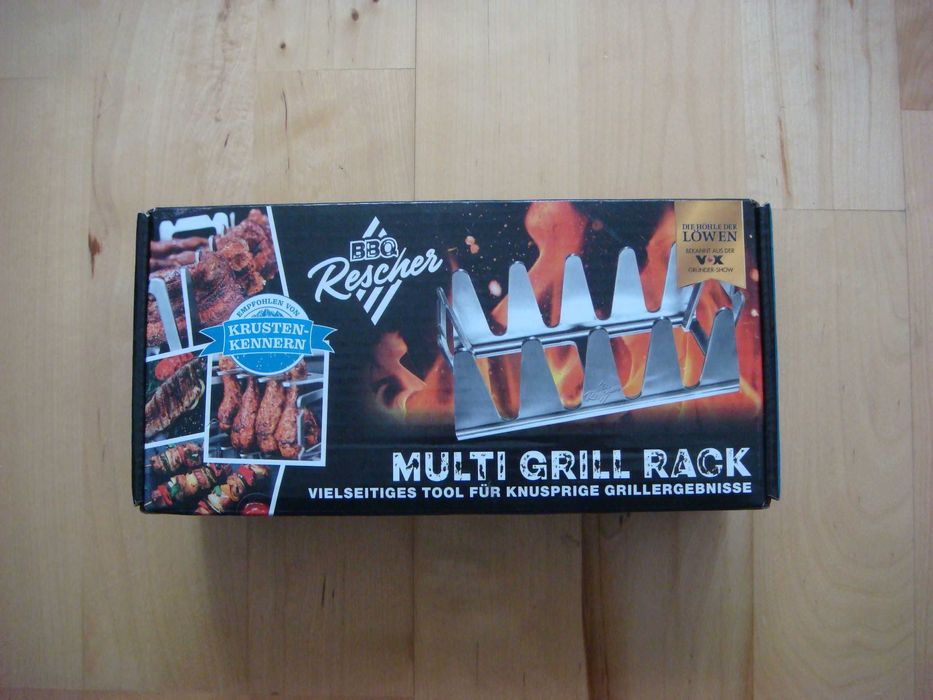 BBQ
Rescher
EMPFOHLEN VON
KRUSTEN-
KENNERN
DIE HÖHLE DER
LÖWEN
BEKANNT AUS DER
VOX
GRÜNDER-SHOW
MULTI GRILL RACK
VIELSEITIGES TOOL FÜR KNUSPRIGE GRILLERGEBNISSE